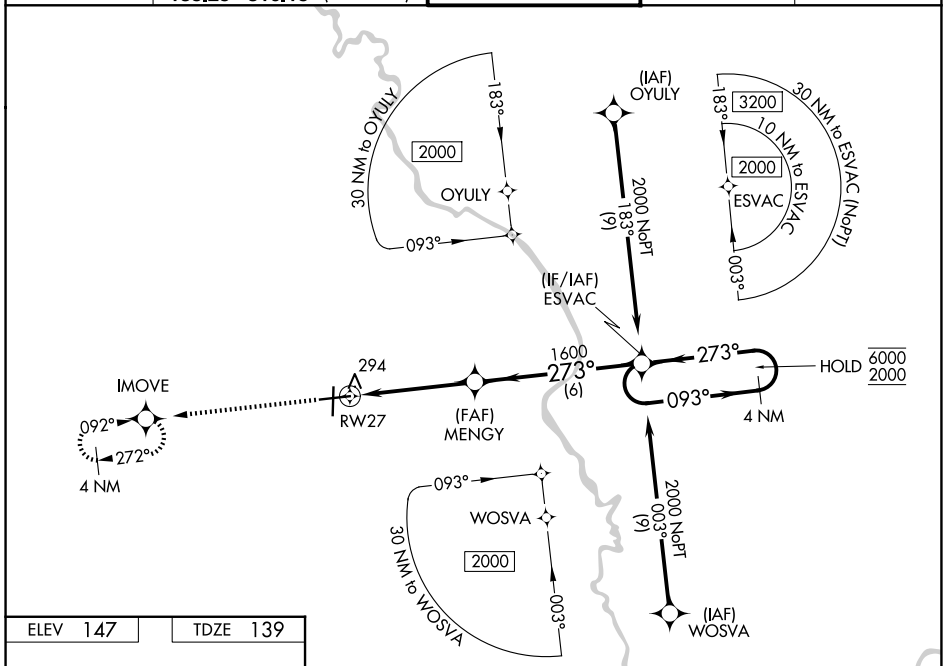 (IAF)
OYULY
30 NM to OYULY
183°
2000
OYULY
093°
2000 NoPT
183°
(9)
183°
3200
30 NM to ESVAC (NoPT)
10 NM to ESVAC
2000
ESVAC
003°
(IF/IAF)
ESVAC
1600
273°
(6)
273°
093°
4 NM
HOLD 6000
2000
294
RW27
(FAF)
MENGY
IMOVE
092°
272°
4 NM
093°
WOSVA
2000
30 NM to WOSVA
003°
2000 NoPT
003°
(9)
(IAF)
WOSVA
ELEV 147
TDZE 139